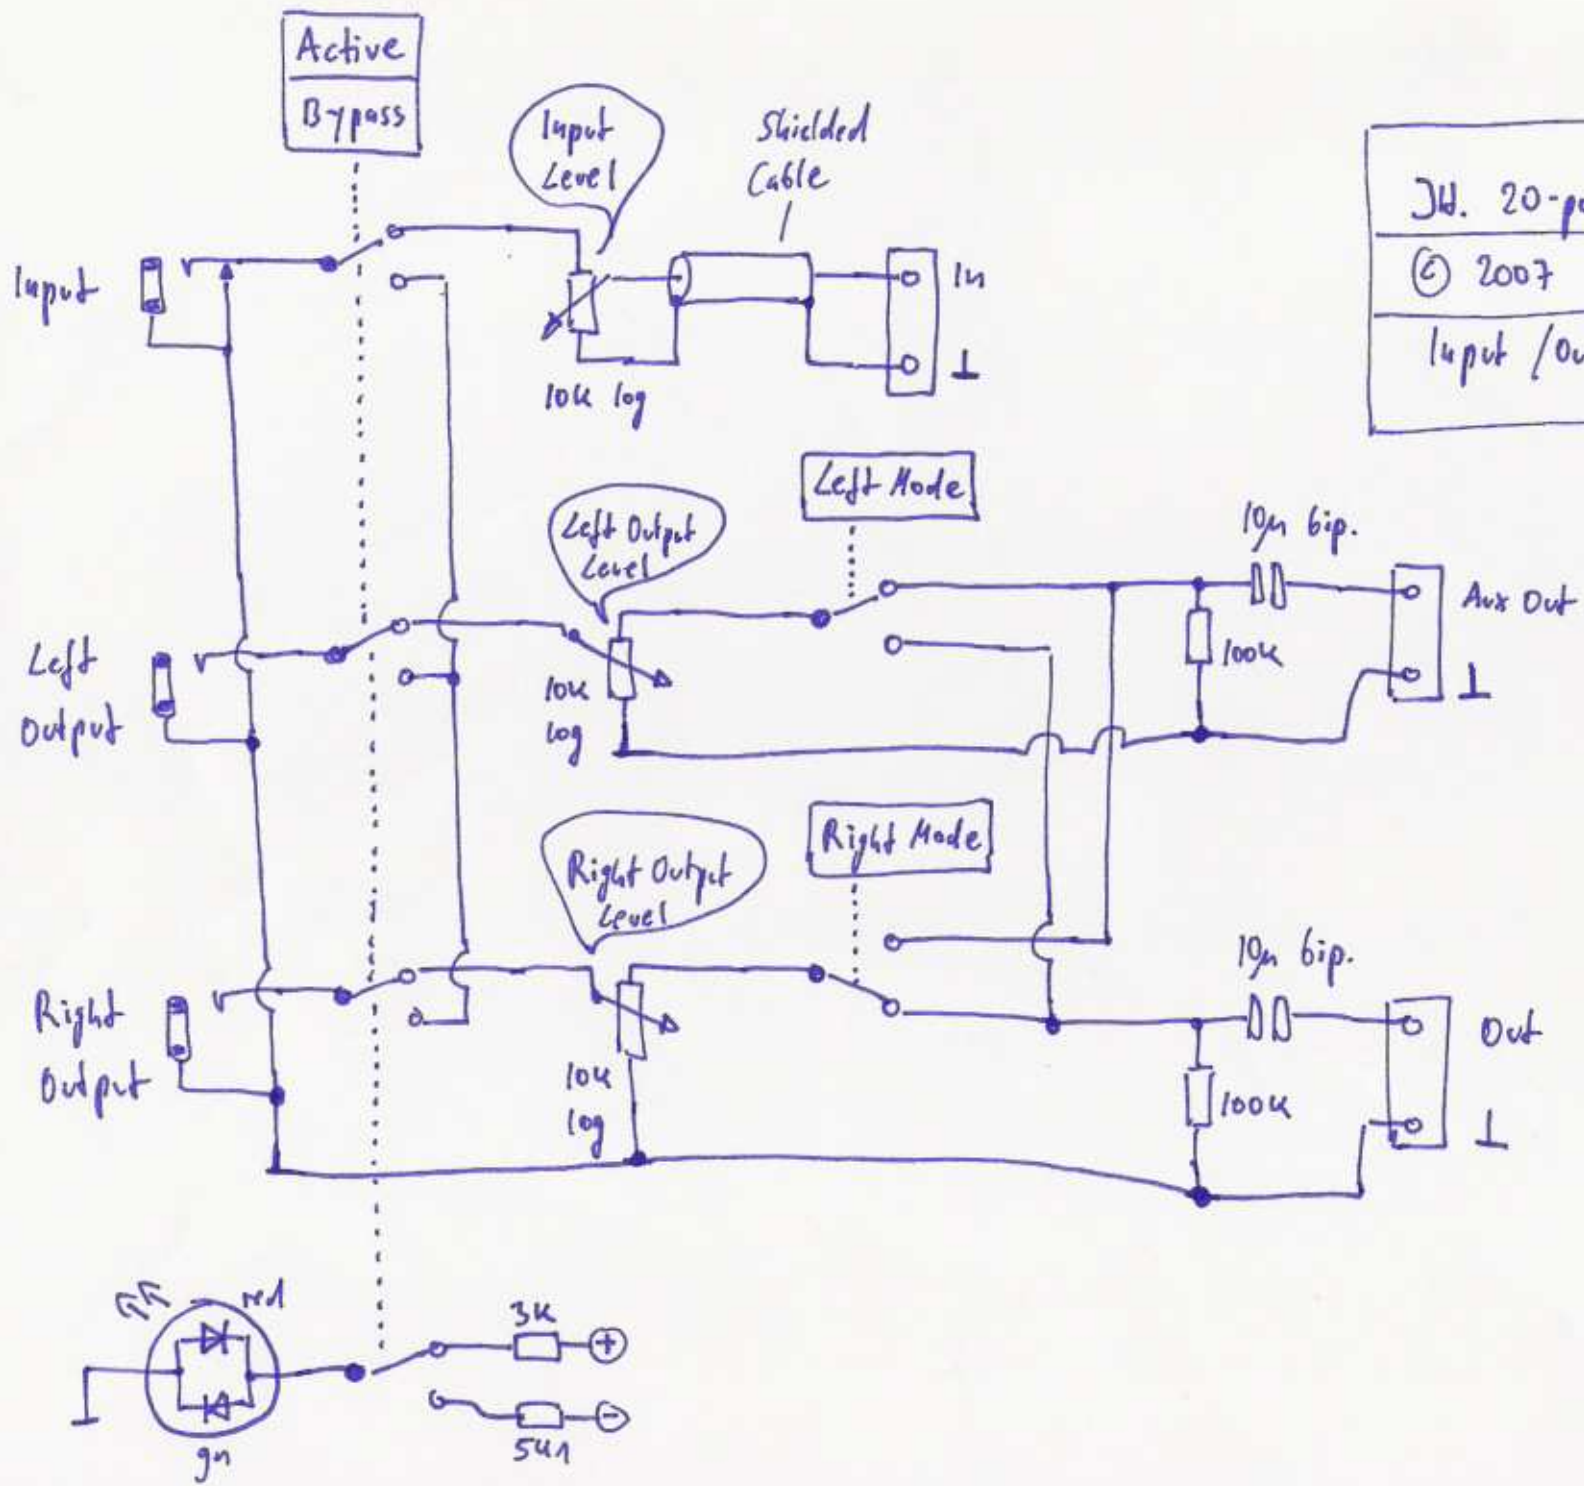 Active
Bypass
Input
Level
Shielded
Cable
Input
In
⊥
10k log
JH. 20-po
© 2007
Input / Ou
Left Mode
Left Output
Level
10µ bip.
Aux Out
Left
Output
10k
log
100k
⊥
Right Mode
Right Output
Level
10µ bip.
Right
Output
10k
log
100k
Out
⊥
red
3k
+
gn
5k1
-